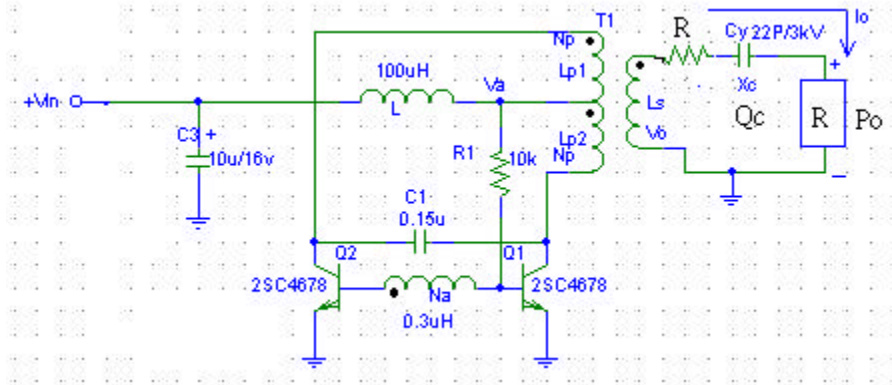 T1
Io
Np
R
Cy 22P/3kV
100uH
Va
Lp1
+
+Vin
L
Xc
Ls
Qc
R
Po
C3 +
Lp2
Vo
10u/16v
R1
10k
Np
C1
0.15u
Q2
Q1
2SC4678
Na
2SC4678
0.3uH